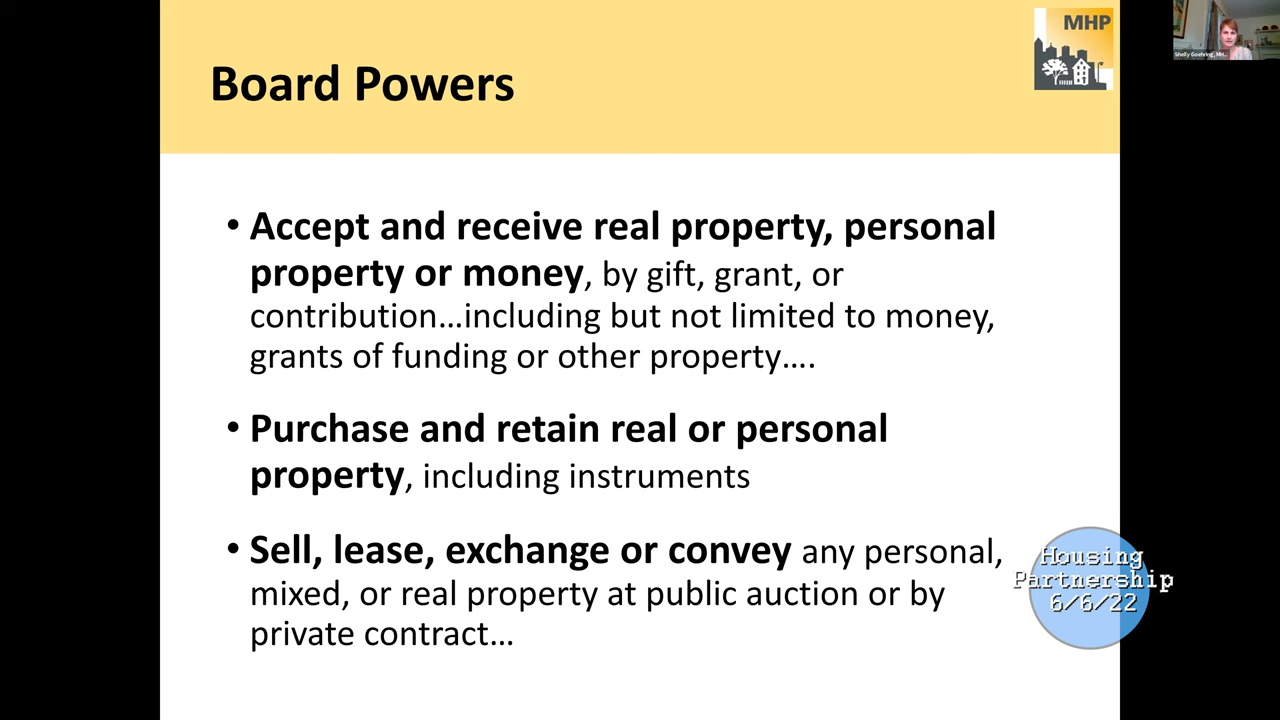 MHP
Board Powers
Shelly Goehring, MH...
• Accept and receive real property, personal
property or money, by gift, grant, or
contribution…including but not limited to money,
grants of funding or other property….
• Purchase and retain real or personal
property, including instruments
• Sell, lease, exchange or convey any personal,
mixed, or real property at public auction or by
private contract…
Housing
Partnership
6/6/22